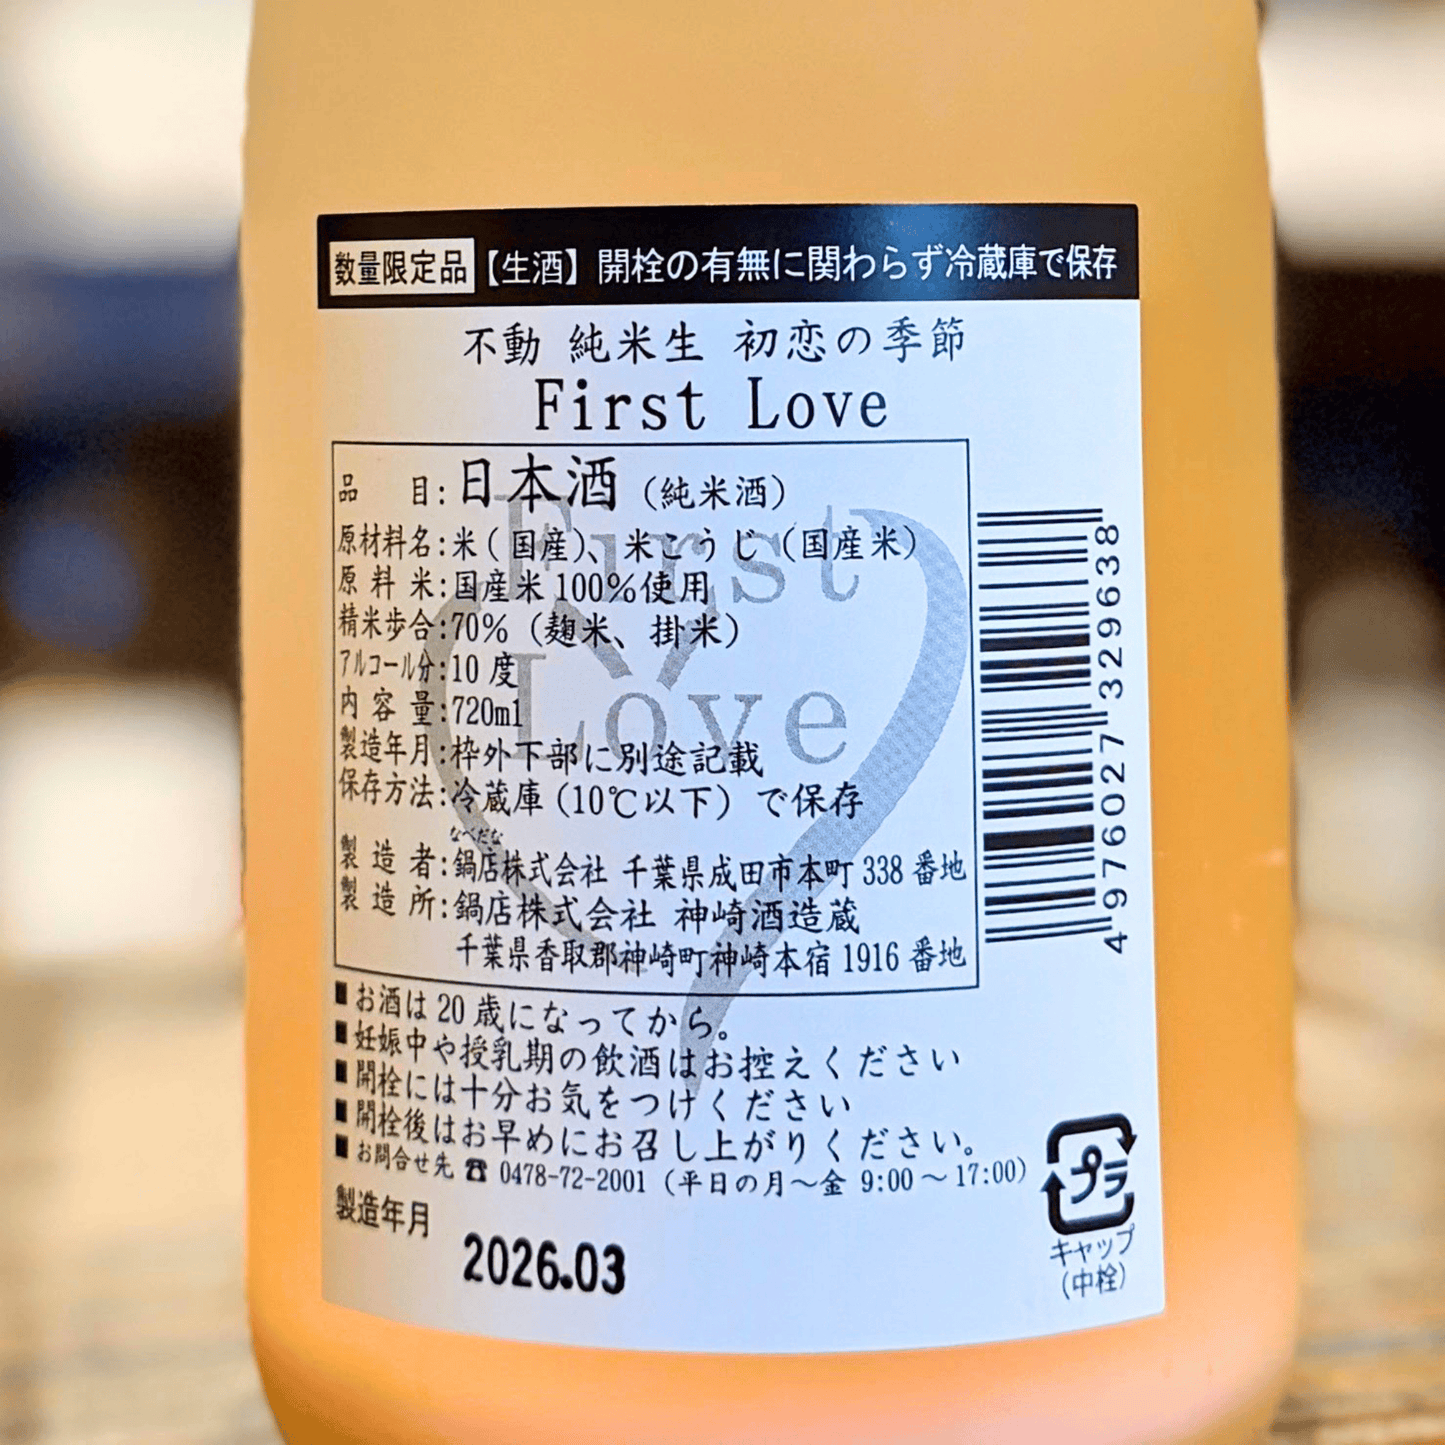 数量限定品 【生酒】開栓の有無に関わらず冷蔵庫で保存
不動 純米生 初恋の季節
First Love
品目:日本酒(純米酒)
原材料名:米(国産)、米こうじ(国産米)
原料米:国産米100%使用
精米歩合:70%(麹米、掛米)
アルコール分:10度
内容量:720ml
製造年月:枠外下部に別途記載
保存方法:冷蔵庫(10℃以下)で保存
なべだな
製造者:鍋店株式会社 千葉県成田市本町338番地
製造所:鍋店株式会社 神崎酒造蔵
千葉県香取郡神崎町神崎本宿1916番地
First
Love
4976027329638
■お酒は20歳になってから。
■妊娠中や授乳期の飲酒はお控えください
■開栓には十分お気をつけください
■開栓後はお早めにお召し上がりください。
■お問合せ先 ☎ 0478-72-2001(平日の月～金 9:00～17:00)
製造年月
2026.03
プラ
キャップ
(中栓)